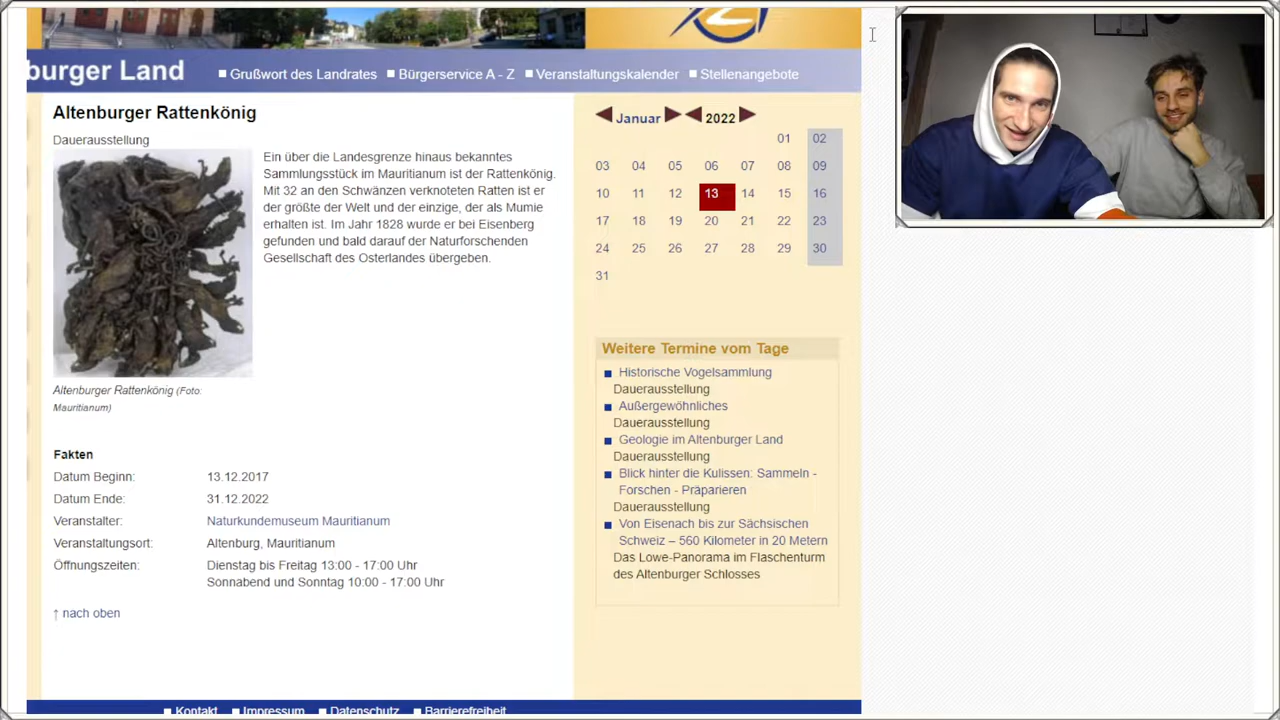 burger Land
Grußwort des Landrates
Bürgerservice A - Z
Veranstaltungskalender
Stellenangebote
Altenburger Rattenkönig
Dauerausstellung
Ein über die Landesgrenze hinaus bekanntes
Sammlungsstück im Mauritianum ist der Rattenkönig.
Mit 32 an den Schwänzen verknoteten Ratten ist er
der größte der Welt und der einzige, der als Mumie
erhalten ist. Im Jahr 1828 wurde er bei Eisenberg
gefunden und bald darauf der Naturforschenden
Gesellschaft des Osterlandes übergeben.
Altenburger Rattenkönig (Foto:
Mauritianum)
Fakten
Datum Beginn: 13.12.2017
Datum Ende: 31.12.2022
Veranstalter: Naturkundemuseum Mauritianum
Veranstaltungsort: Altenburg, Mauritianum
Öffnungszeiten: Dienstag bis Freitag 13:00 - 17:00 Uhr
Sonnabend und Sonntag 10:00 - 17:00 Uhr
↑ nach oben
Januar 2022
01 02
03 04 05 06 07 08 09
10 11 12 13 14 15 16
17 18 19 20 21 22 23
24 25 26 27 28 29 30
31
Weitere Termine vom Tage
Historische Vogelsammlung
Dauerausstellung
Außergewöhnliches
Dauerausstellung
Geologie im Altenburger Land
Dauerausstellung
Blick hinter die Kulissen: Sammeln -
Forschen - Präparieren
Dauerausstellung
Von Eisenach bis zur Sächsischen
Schweiz – 560 Kilometer in 20 Metern
Das Lowe-Panorama im Flaschenturm
des Altenburger Schlosses
Kontakt Impressum Datenschutz Barrierefreiheit